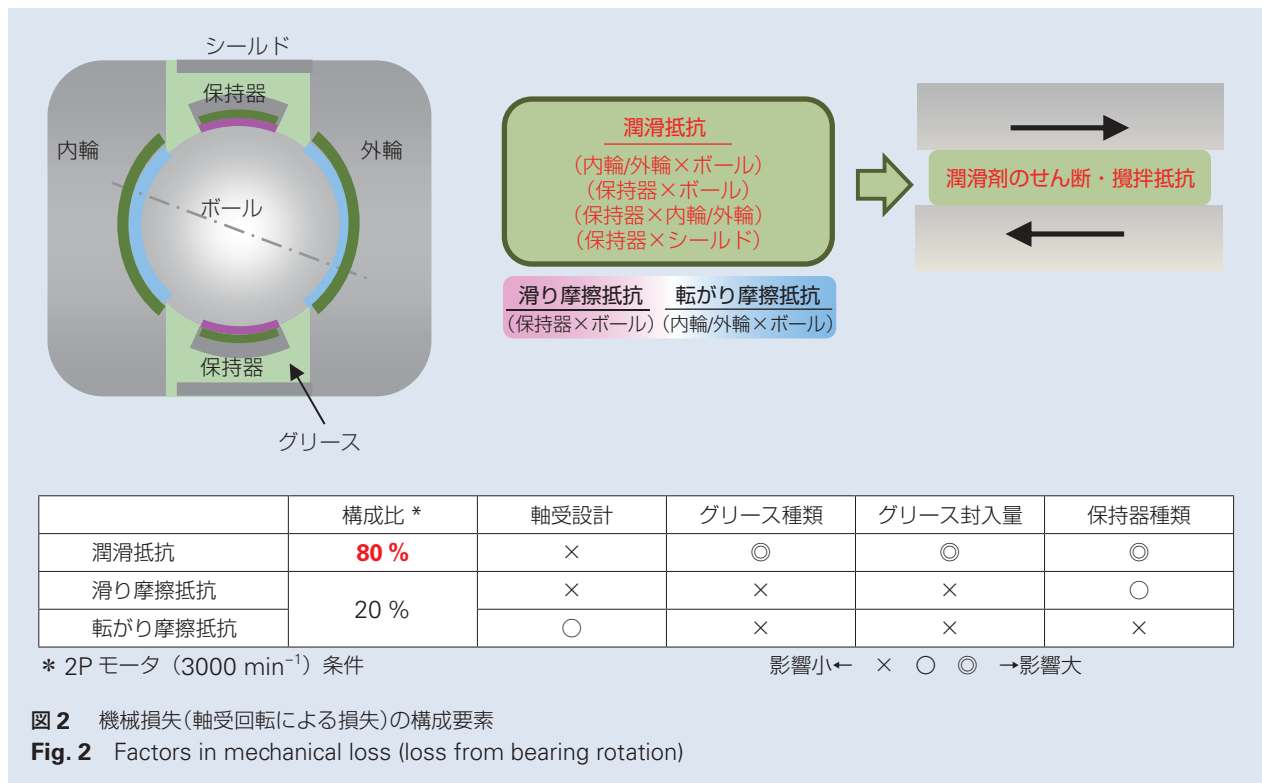 シールド
保持器
内輪
外輪
ボール
保持器
グリース
潤滑抵抗
(内輪/外輪×ボール)
(保持器×ボール)
(保持器×内輪/外輪)
(保持器×シールド)
滑り摩擦抵抗 転がり摩擦抵抗
(保持器×ボール) (内輪/外輪×ボール)
潤滑剤のせん断・攪拌抵抗
構成比 * 軸受設計 グリース種類 グリース封入量 保持器種類
潤滑抵抗 80 % × ◎ ◎ ◎
滑り摩擦抵抗 20 % × × × ○
転がり摩擦抵抗 ○ × × ×
* 2P モータ（3000 min⁻¹）条件
影響小← × ○ ◎ →影響大
図2 機械損失(軸受回転による損失)の構成要素
Fig. 2 Factors in mechanical loss (loss from bearing rotation)